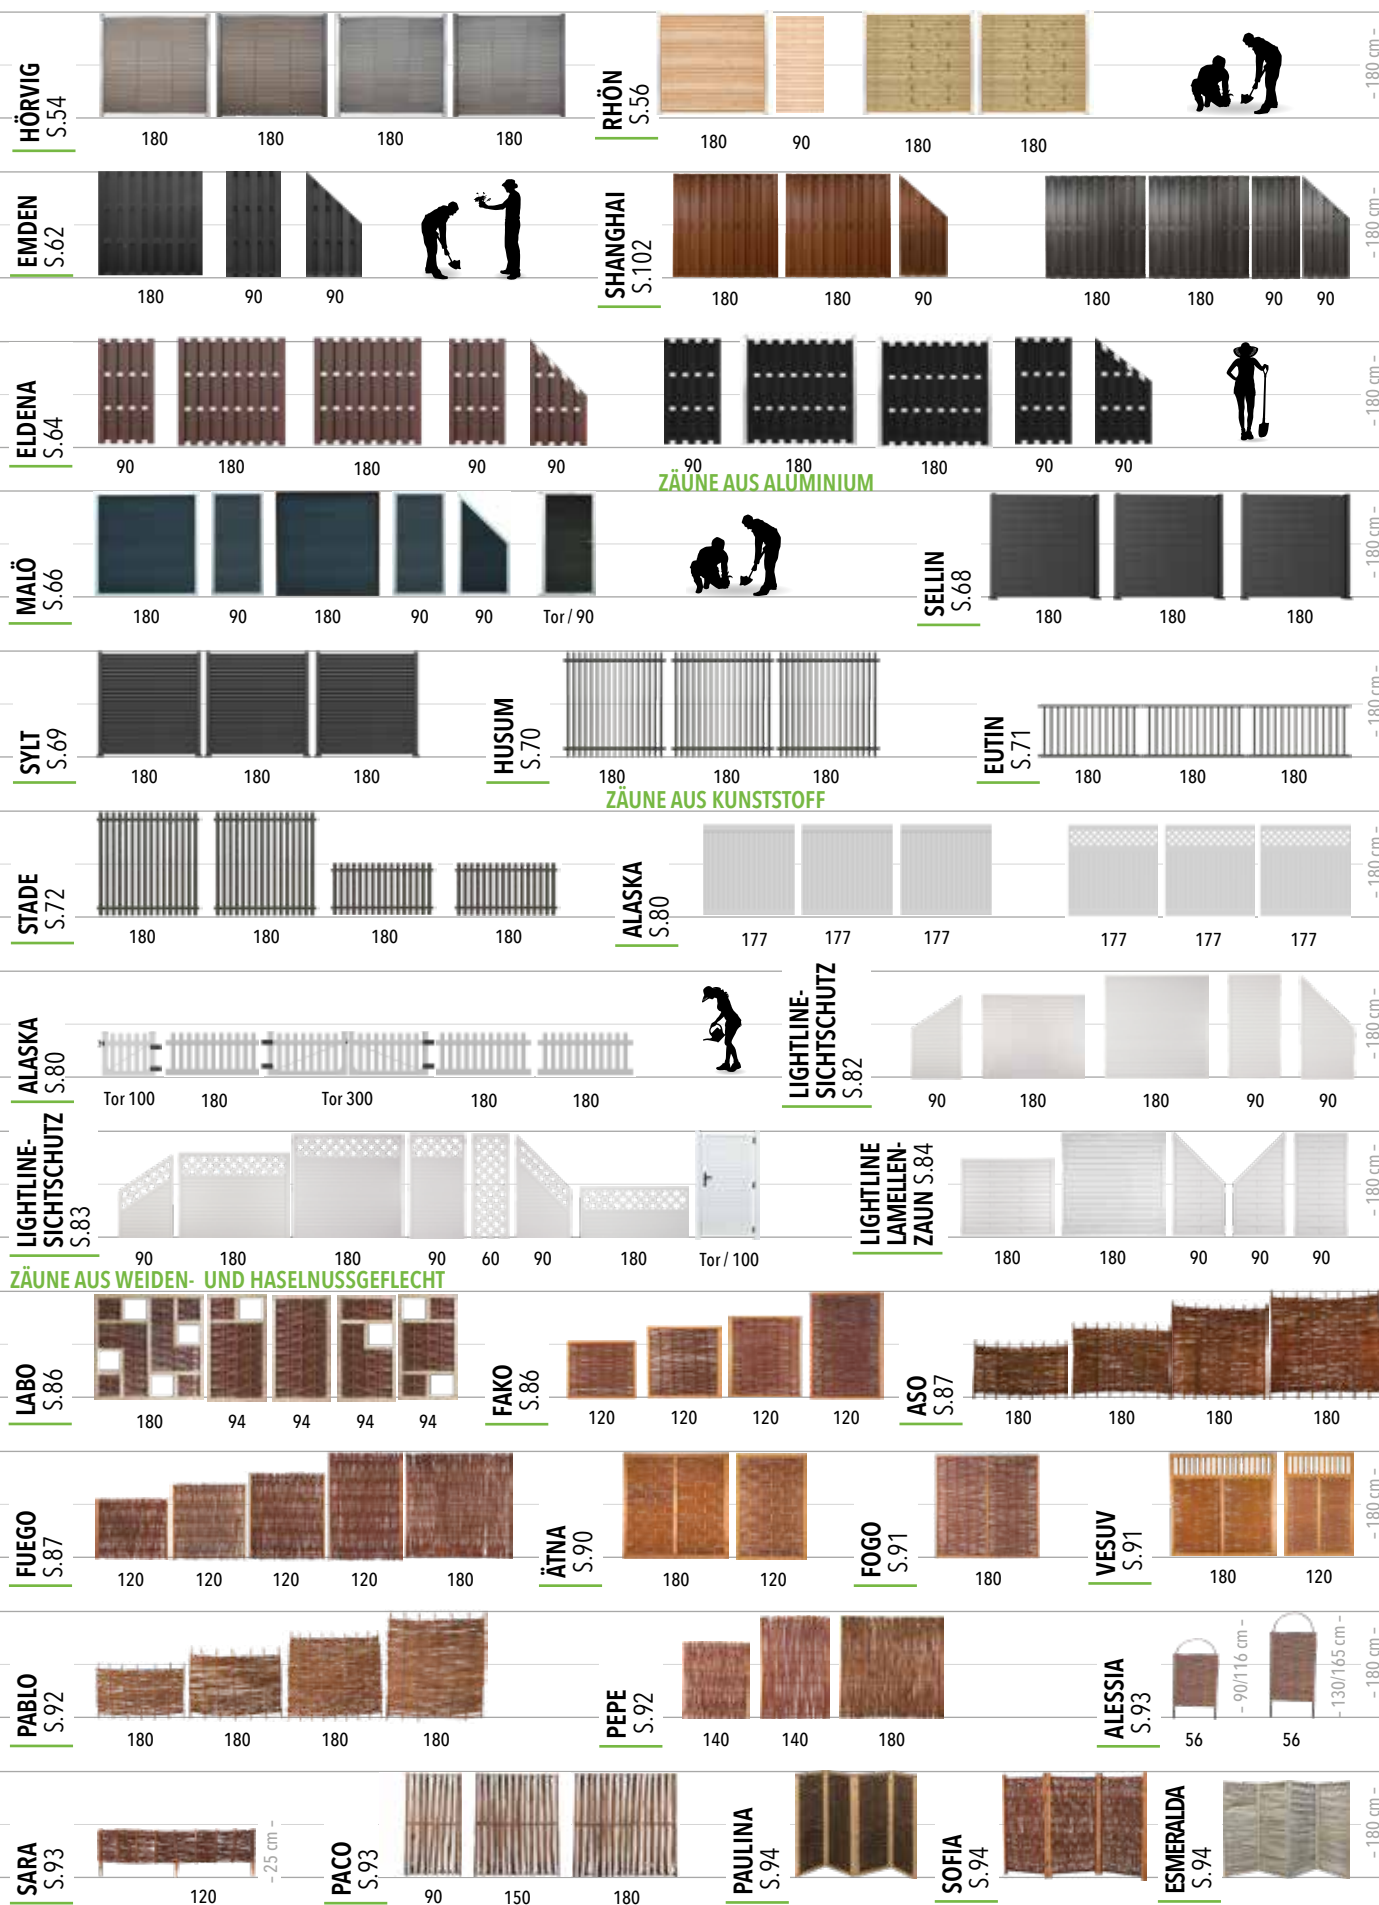 HÖRVIG
S.54
180 180 180 180
RHÖN
S.56
180 90 180 180
- 180 cm -
EMDEN
S.62
180 90 90
SHANGHAI
S.102
180 180 90 180 180 90 90
- 180 cm -
ELDENA
S.64
90 180 180 90 90 90 180 180 90 90
- 180 cm -
ZÄUNE AUS ALUMINIUM
MALÖ
S.66
180 90 180 90 90 Tor / 90
SELLIN
S.68
180 180 180
- 180 cm -
SYLT
S.69
180 180 180
HUSUM
S.70
180 180 180
EUTIN
S.71
180 180 180
- 180 cm -
ZÄUNE AUS KUNSTSTOFF
STADE
S.72
180 180 180 180
ALASKA
S.80
177 177 177 177 177 177
- 180 cm -
ALASKA
S.80
Tor 100 180 Tor 300 180 180
LIGHTLINE-
SICHTSCHUTZ
S.82
90 180 180 90 90
- 180 cm -
LIGHTLINE-
SICHTSCHUTZ
S.83
90 180 180 90 60 90 180 Tor / 100
LIGHTLINE
LAMELLEN-
ZAUN S.84
180 180 90 90 90
- 180 cm -
ZÄUNE AUS WEIDEN- UND HASELNUSSGEFLECHT
LABO
S.86
180 94 94 94 94
FAKO
S.86
120 120 120 120
ASO
S.87
180 180 180 180
FUEGO
S.87
120 120 120 120 180
ÄTNA
S.90
180 120
FOGO
S.91
180
VESUV
S.91
180 120
- 180 cm -
PABLO
S.92
180 180 180 180
PEPE
S.92
140 140 180
ALESSIA
S.93
56 56
- 90/116 cm -
- 130/165 cm -
- 180 cm -
SARA
S.93
120
- 25 cm -
PACO
S.93
90 150 180
PAULINA
S.94
SOFIA
S.94
ESMERALDA
S.94
- 180 cm -